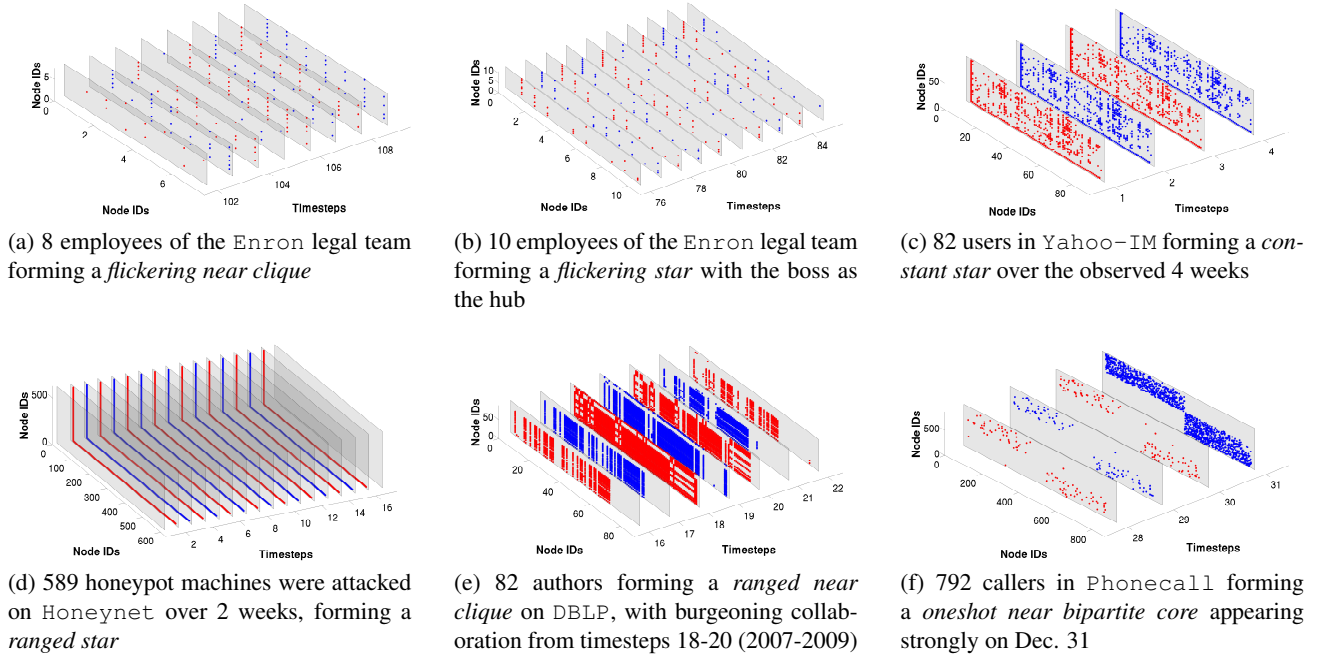 Node IDs
5
0
2
4
6
Node IDs
102
104
106
108
Timesteps
(a) 8 employees of the Enron legal team
forming a flickering near clique
Node IDs
10
5
0
2
4
6
8
10
Node IDs
76
78
80
82
84
Timesteps
(b) 10 employees of the Enron legal team
forming a flickering star with the boss as
the hub
Node IDs
50
0
20
40
60
80
Node IDs
1
2
3
4
Timesteps
(c) 82 users in Yahoo-IM forming a con-
stant star over the observed 4 weeks
Node IDs
500
0
100
200
300
400
500
600
Node IDs
2
4
6
8
10
12
14
16
Timesteps
(d) 589 honeypot machines were attacked
on Honeynet over 2 weeks, forming a
ranged star
Node IDs
50
0
20
40
60
80
Node IDs
16
17
18
19
20
21
22
Timesteps
(e) 82 authors forming a ranged near
clique on DBLP, with burgeoning collab-
oration from timesteps 18-20 (2007-2009)
Node IDs
500
0
200
400
600
800
Node IDs
28
29
30
31
Timesteps
(f) 792 callers in Phonecall forming
a oneshot near bipartite core appearing
strongly on Dec. 31